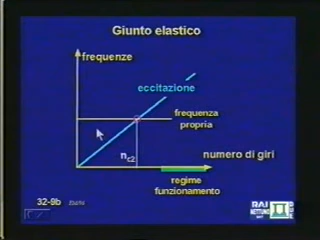 Giunto elastico
frequenze
eccitazione
frequenza
propria
nc2
numero di giri
regime
funzionamento
32-9b
RAI